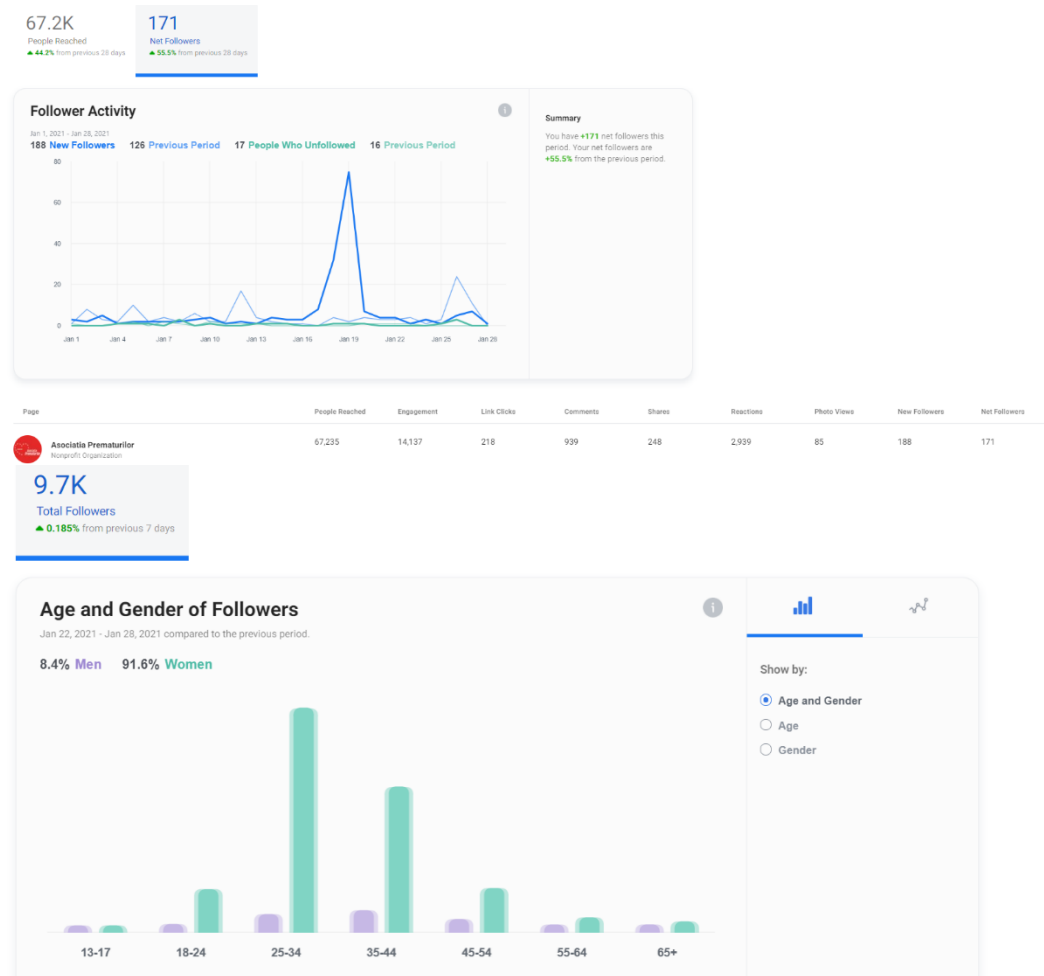 67.2K
People Reached
44.2% from previous 28 days
171
Net Followers
55.5% from previous 28 days
Follower Activity
Jan 1, 2021 - Jan 28, 2021
188 New Followers 126 Previous Period 17 People Who Unfollowed 16 Previous Period
80
60
40
20
0
Jan 1 Jan 4 Jan 7 Jan 10 Jan 13 Jan 16 Jan 19 Jan 22 Jan 25 Jan 28
Summary
You have +171 net followers this
period. Your net followers are
+55.5% from the previous period.
Page People Reached Engagement Link Clicks Comments Shares Reactions Photo Views New Followers Net Followers
Asociatia Prematurilor 67,235 14,137 218 939 248 2,939 85 188 171
Nonprofit Organization
9.7K
Total Followers
0.185% from previous 7 days
Age and Gender of Followers
Jan 22, 2021 - Jan 28, 2021 compared to the previous period.
8.4% Men 91.6% Women
13-17 18-24 25-34 35-44 45-54 55-64 65+
Show by:
Age and Gender
Age
Gender